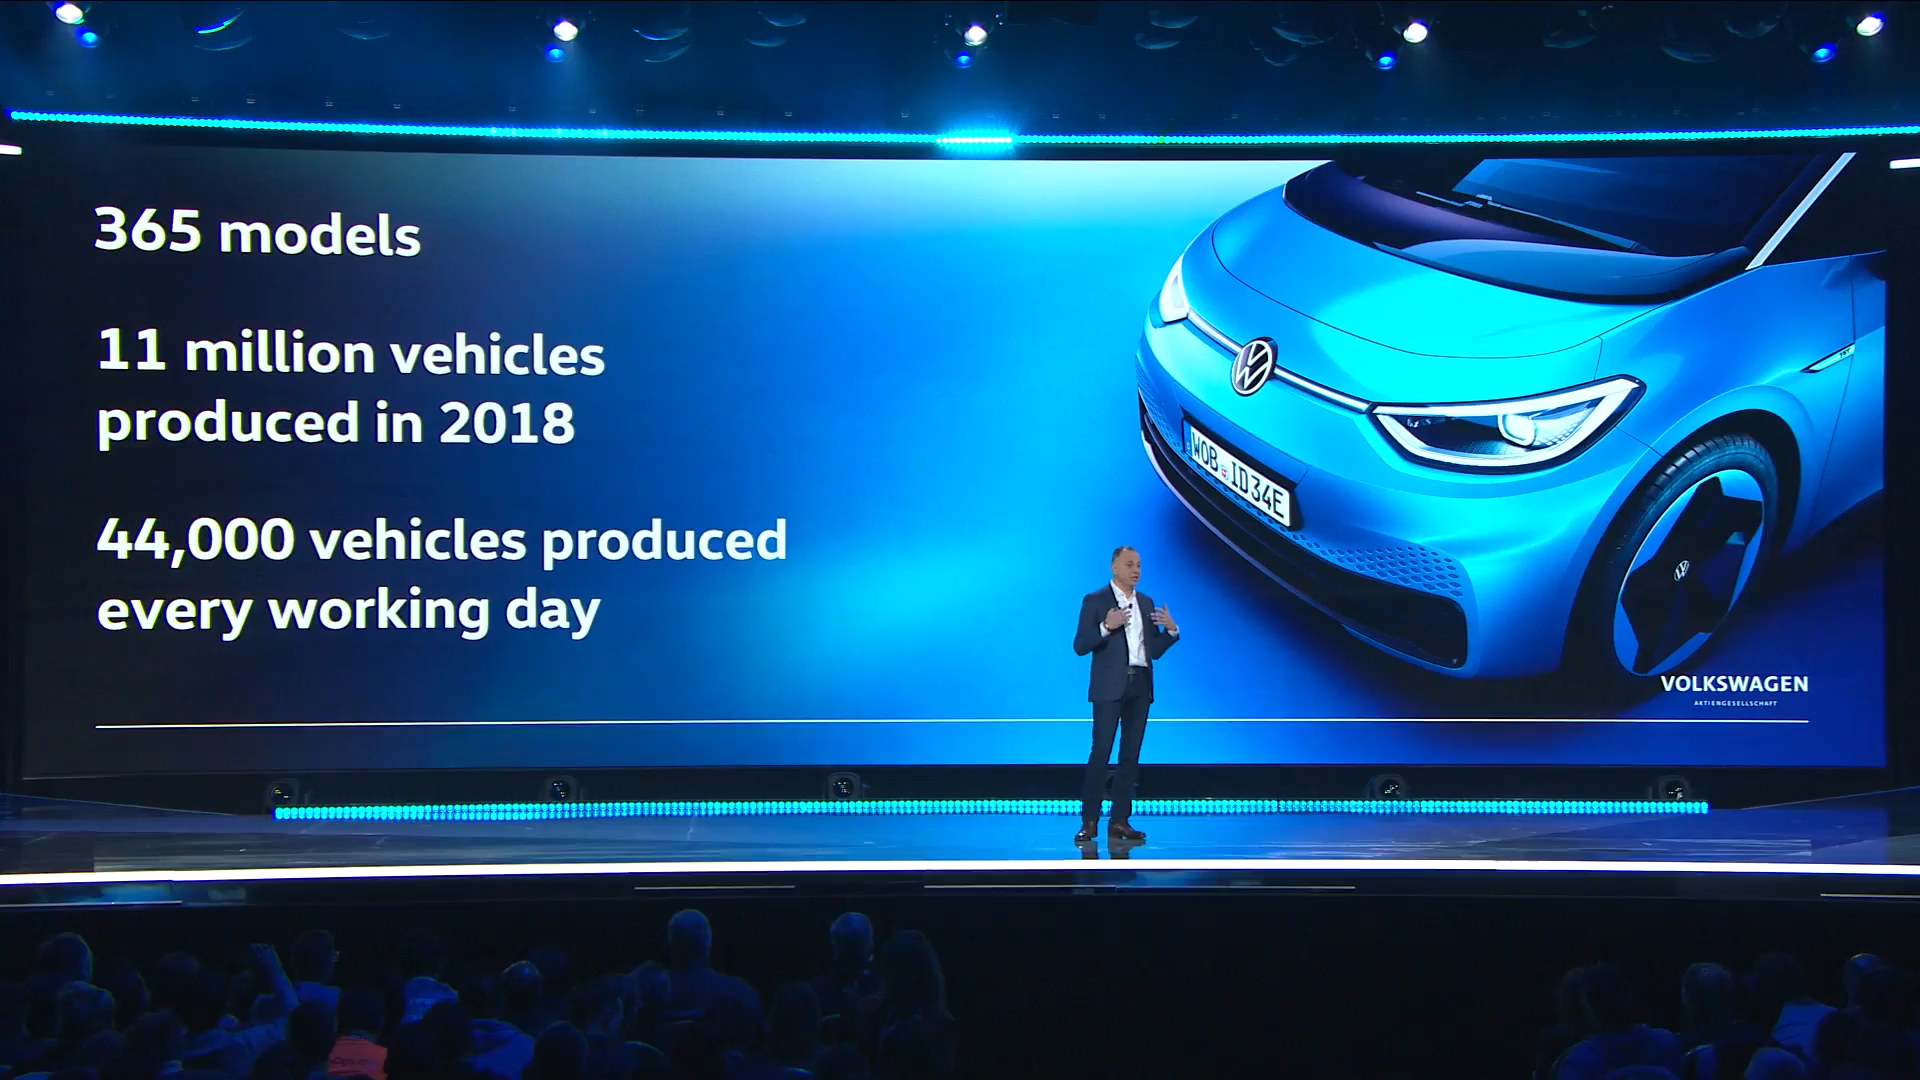 365 models
11 million vehicles
produced in 2018
44,000 vehicles produced
every working day
WOB ID 34E
VOLKSWAGEN
AKTIENGESELLSCHAFT